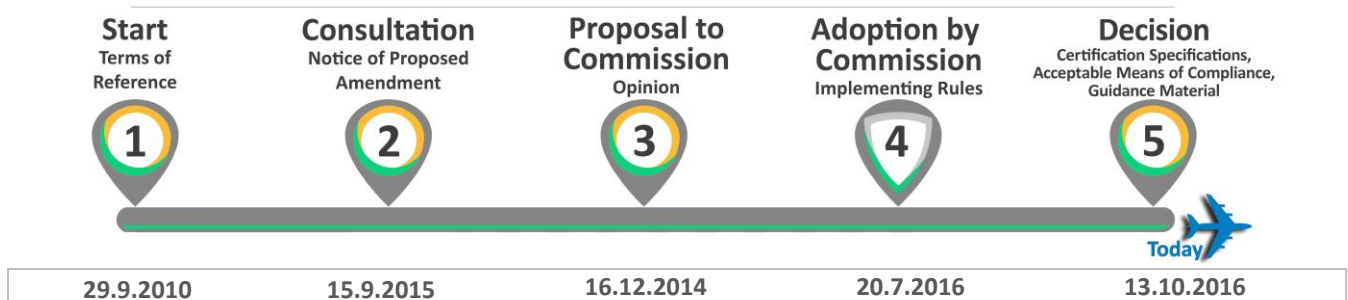 Start
Terms of
Reference
1
Consultation
Notice of Proposed
Amendment
2
Proposal to
Commission
Opinion
3
Adoption by
Commission
Implementing Rules
4
Decision
Certification Specifications,
Acceptable Means of Compliance,
Guidance Material
5
Today
29.9.2010
15.9.2015
16.12.2014
20.7.2016
13.10.2016